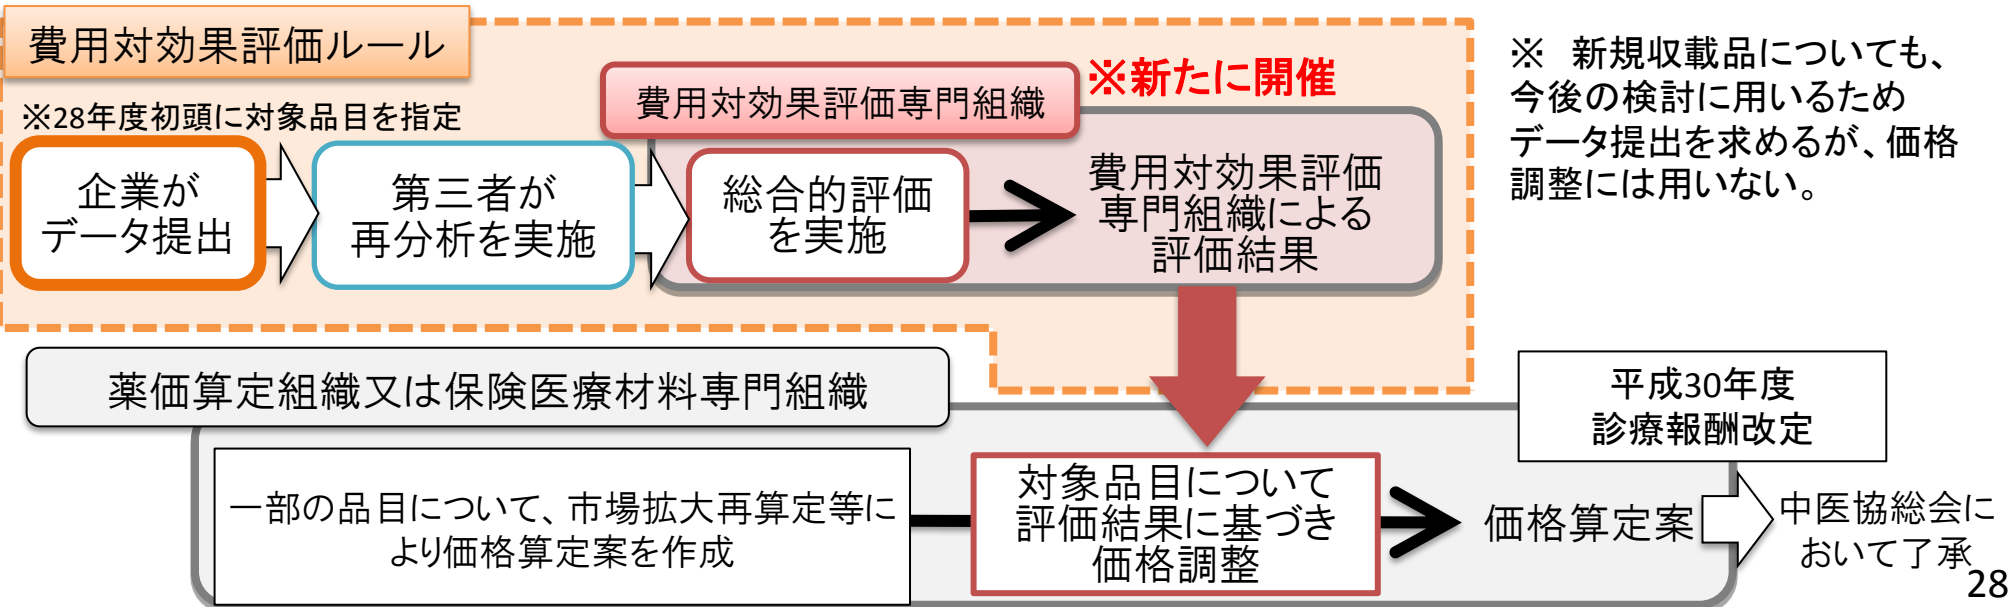 費用対効果評価ルール
※28年度初頭に対象品目を指定
費用対効果評価専門組織
※新たに開催
企業が
データ提出
第三者が
再分析を実施
総合的評価
を実施
費用対効果評価
専門組織による
評価結果
※　新規収載品についても、
今後の検討に用いるため
データ提出を求めるが、価格
調整には用いない。
薬価算定組織又は保険医療材料専門組織
一部の品目について、市場拡大再算定等に
より価格算定案を作成
対象品目について
評価結果に基づき
価格調整
価格算定案
平成30年度
診療報酬改定
中医協総会に
おいて了承
28